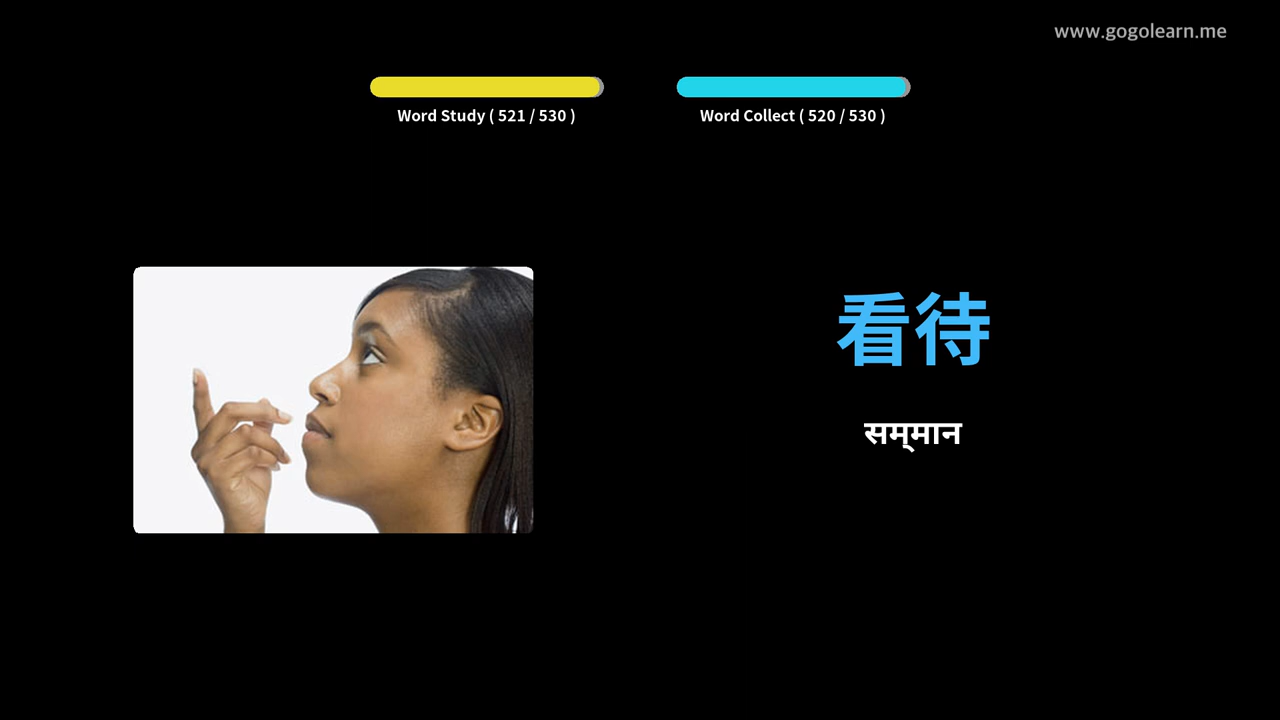 www.gogolearn.me
Word Study ( 521 / 530 )
Word Collect ( 520 / 530 )
看待
सम्‌मान